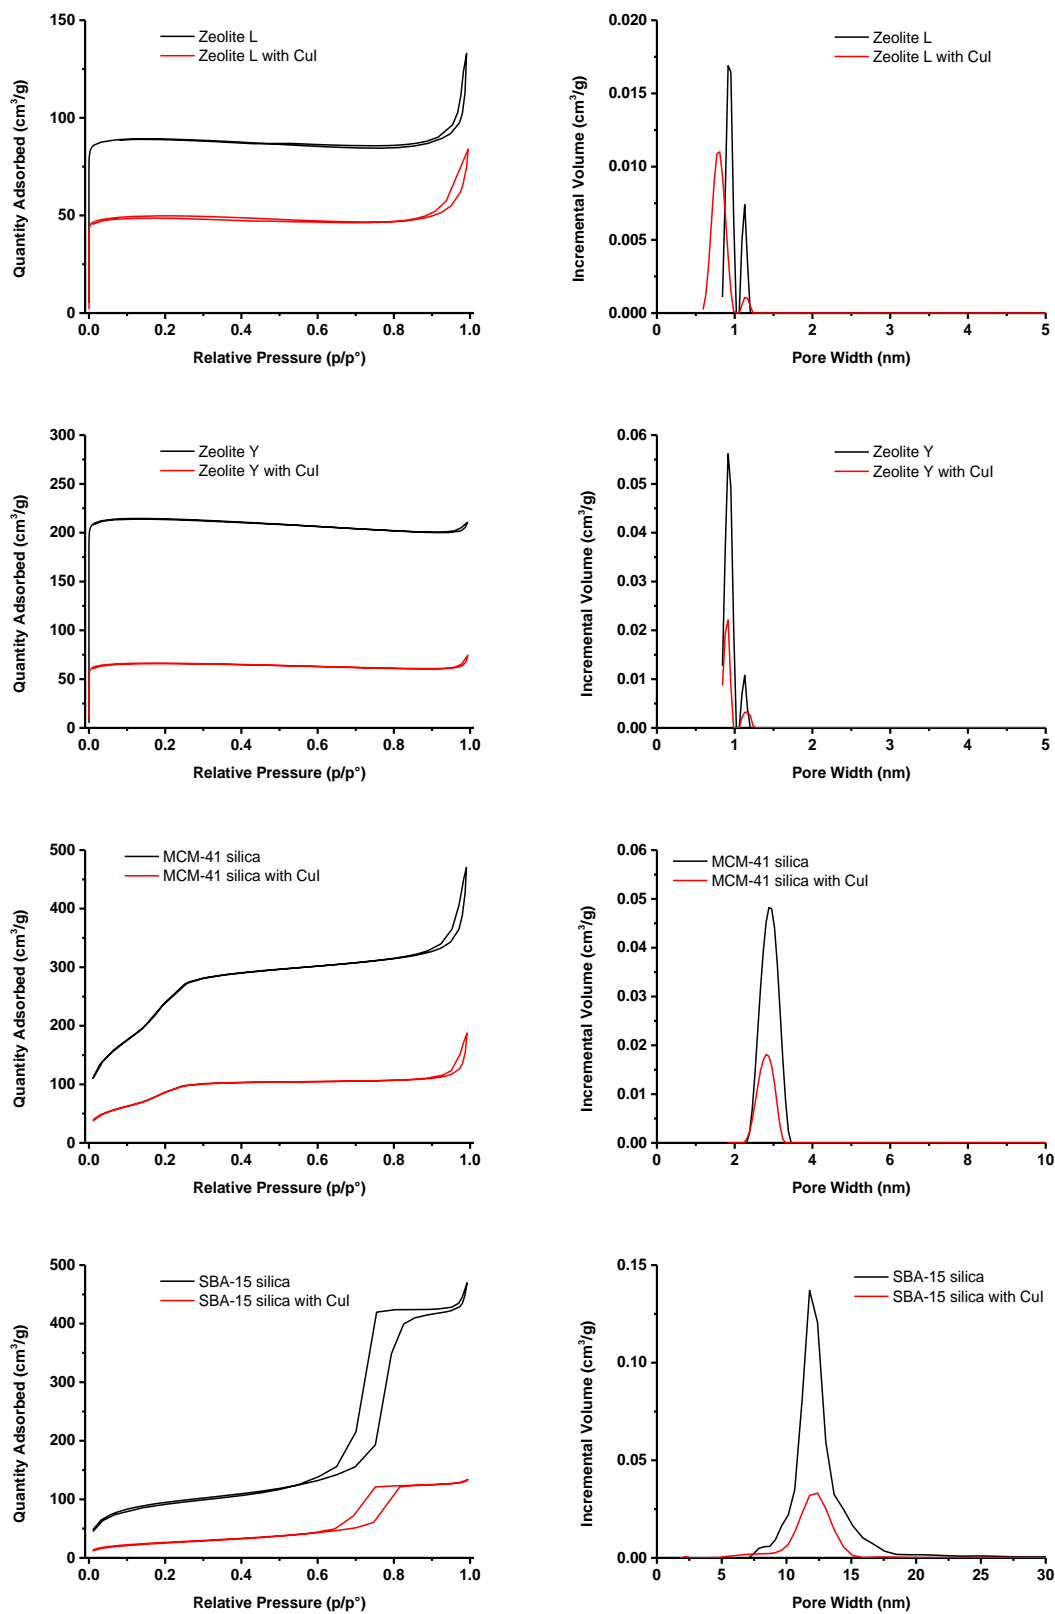 150
100
50
0
Quantity Adsorbed (cm³/g)
Zeolite L
Zeolite L with CuI
0.0 0.2 0.4 0.6 0.8 1.0
Relative Pressure (p/p°)
0.020
0.015
0.010
0.005
0.000
Incremental Volume (cm³/g)
Zeolite L
Zeolite L with CuI
0 1 2 3 4 5
Pore Width (nm)
300
250
200
150
100
50
0
Quantity Adsorbed (cm³/g)
Zeolite Y
Zeolite Y with CuI
0.0 0.2 0.4 0.6 0.8 1.0
Relative Pressure (p/p°)
0.06
0.05
0.04
0.03
0.02
0.01
0.00
Incremental Volume (cm³/g)
Zeolite Y
Zeolite Y with CuI
0 1 2 3 4 5
Pore Width (nm)
500
400
300
200
100
0
Quantity Adsorbed (cm³/g)
MCM-41 silica
MCM-41 silica with CuI
0.0 0.2 0.4 0.6 0.8 1.0
Relative Pressure (p/p°)
0.06
0.05
0.04
0.03
0.02
0.01
0.00
Incremental Volume (cm³/g)
MCM-41 silica
MCM-41 silica with CuI
0 2 4 6 8 10
Pore Width (nm)
500
400
300
200
100
0
Quantity Adsorbed (cm³/g)
SBA-15 silica
SBA-15 silica with CuI
0.0 0.2 0.4 0.6 0.8 1.0
Relative Pressure (p/p°)
0.15
0.10
0.05
0.00
Incremental Volume (cm³/g)
SBA-15 silica
SBA-15 silica with CuI
0 5 10 15 20 25 30
Pore Width (nm)